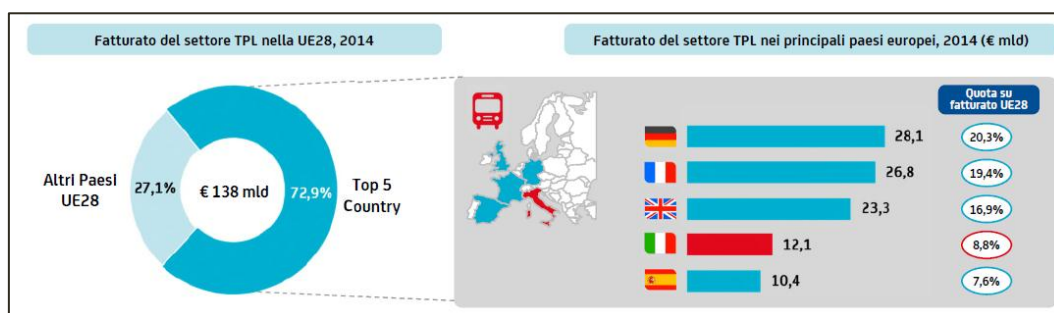 Fatturato del settore TPL nella UE28, 2014
Altri Paesi
UE28
27,1%
€ 138 mld
72,9%
Top 5
Country
Fatturato del settore TPL nei principali paesi europei, 2014 (€ mld)
Quota su
fatturato UE28
28,1
20,3%
26,8
19,4%
23,3
16,9%
12,1
8,8%
10,4
7,6%